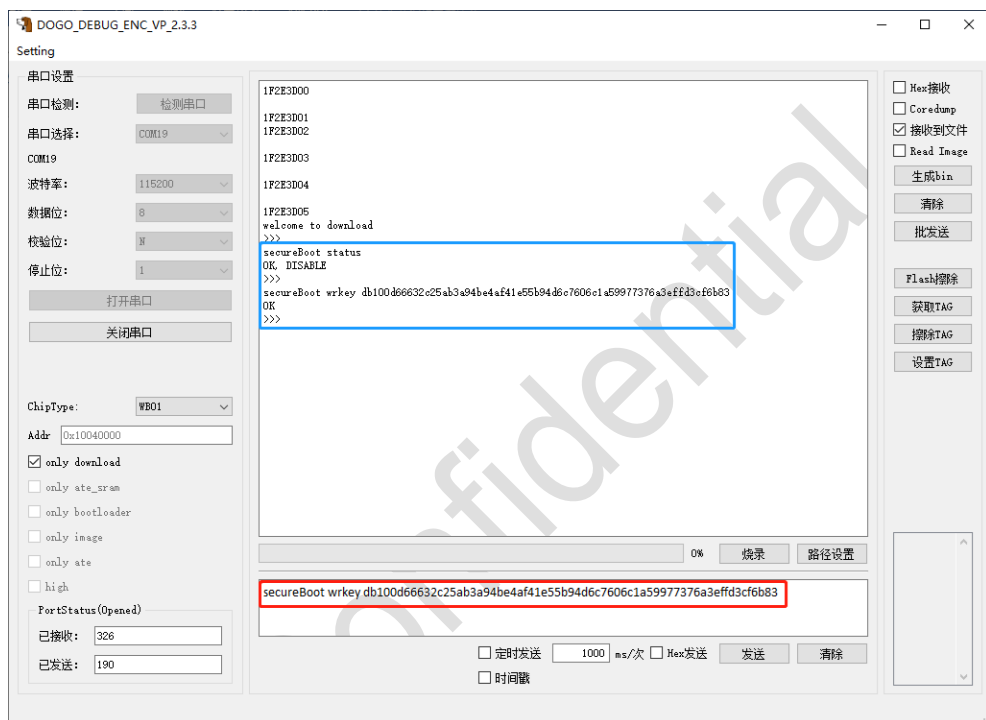 DOGO_DEBUG_ENC_VP_2.3.3
Setting
串口设置
串口检测: 检测串口
串口选择: COM19
COM19
波特率: 115200
数据位: 8
校验位: N
停止位: 1
打开串口
关闭串口
ChipType: WB01
Addr 0x10040000
only download
only ate_sram
only bootloader
only image
only ate
high
PortStatus(Opened)
已接收: 326
已发送: 190
1F2E3D00
1F2E3D01
1F2E3D02
1F2E3D03
1F2E3D04
1F2E3D05
welcome to download
>>>
secureBoot status
OK, DISABLE
>>>
secureBoot wrkey db100d66632c25ab3a94be4af41e55b94d6c7606c1a59977376a3effd3cf6b83
OK
>>>
0% 烧录 路径设置
secureBoot wrkey db100d66632c25ab3a94be4af41e55b94d6c7606c1a59977376a3effd3cf6b83
定时发送 1000 ms/次 Hex发送 发送 清除
时间戳
Hex接收
Coredump
接收到文件
Read Image
生成bin
清除
批发送
Flash擦除
获取TAG
擦除TAG
设置TAG
onfidential